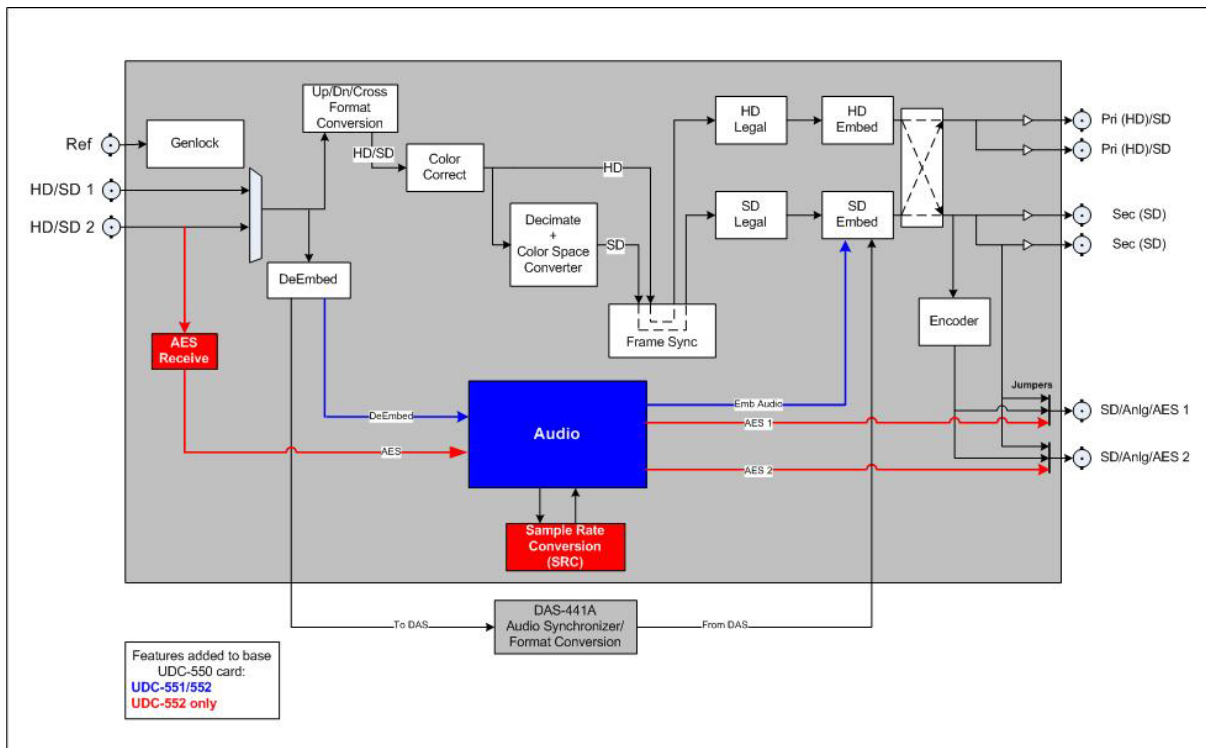 Up/Dn/Cross
Format
Conversion
Ref
Genlock
HD/SD
Color
Correct
HD
HD
Legal
HD
Embed
Pri (HD)/SD
Pri (HD)/SD
HD/SD 1
HD/SD 2
Decimate
+
Color Space
Converter
SD
SD
Legal
SD
Embed
Sec (SD)
Sec (SD)
DeEmbed
AES
Receive
Frame Sync
Encoder
Jumpers
DeEmbed
AES
Audio
Emb Audio
AES 1
AES 2
SD/Anlg/AES 1
SD/Anlg/AES 2
Sample Rate
Conversion
(SRC)
To DAS
DAS-441A
Audio Synchronizer/
Format Conversion
From DAS
Features added to base
UDC-550 card:
UDC-551/552
UDC-552 only